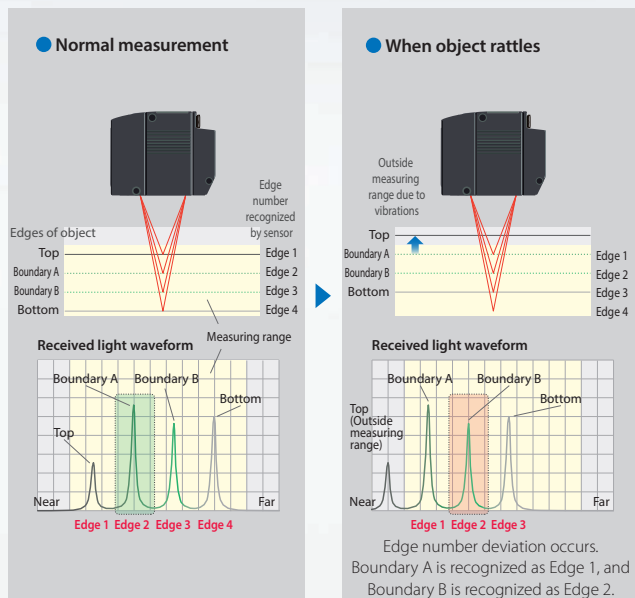 Normal measurement
Edge
number
recognized
by sensor
Edges of object
Top
Edge 1
Boundary A
Edge 2
Boundary B
Edge 3
Bottom
Edge 4
Measuring range
Received light waveform
Boundary A
Boundary B
Bottom
Top
Near
Far
Edge 1 Edge 2 Edge 3 Edge 4
When object rattles
Outside
measuring
range due to
vibrations
Top
Boundary A
Edge 1
Boundary B
Edge 2
Bottom
Edge 3
Edge 4
Received light waveform
Boundary A
Boundary B
Bottom
Top
(Outside
measuring
range)
Near
Far
Edge 1 Edge 2 Edge 3
Edge number deviation occurs.
Boundary A is recognized as Edge 1, and
Boundary B is recognized as Edge 2.